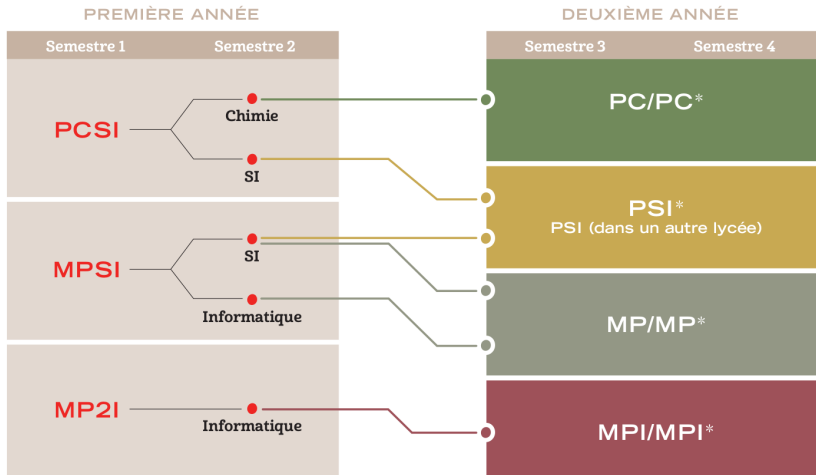 PREMIÈRE ANNÉE
Semestre 1 Semestre 2
PCSI
Chimie
SI
MPSI
SI
Informatique
MP2I
Informatique
DEUXIÈME ANNÉE
Semestre 3 Semestre 4
PC/PC*
PSI*
PSI (dans un autre lycée)
MP/MP*
MPI/MPI*